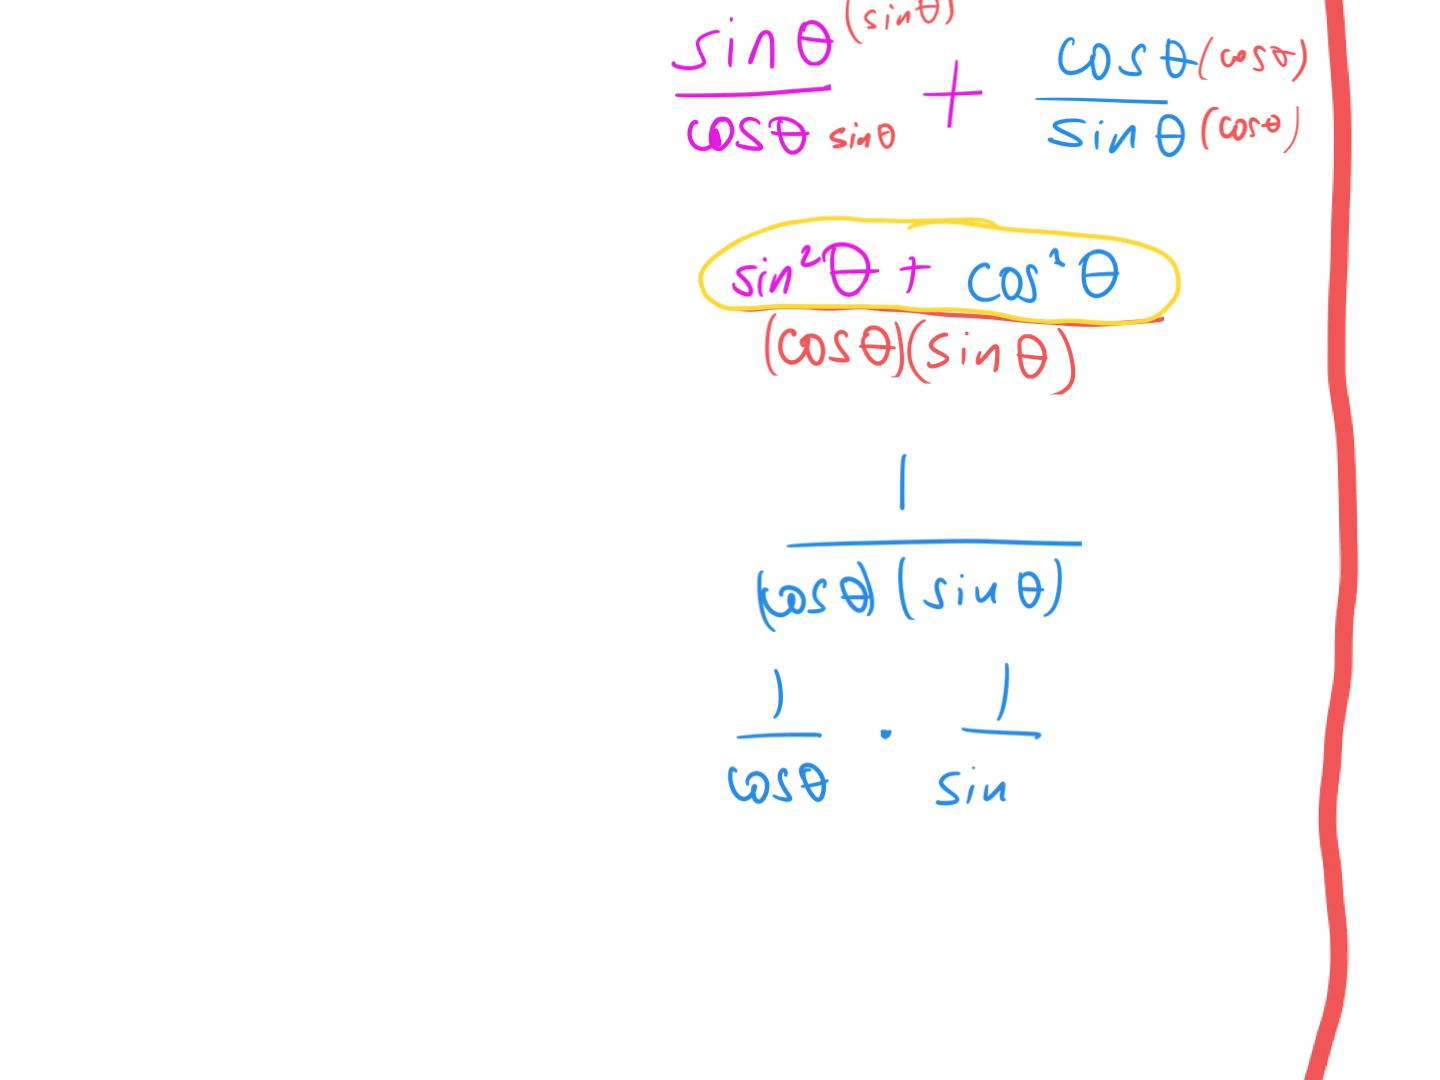 sinθ (sinθ) + cosθ (cosθ)
cosθ sinθ sinθ (cosθ)
sin²θ + cos²θ
(cosθ)(sinθ)
1
(cosθ)(sinθ)
1 · 1
cosθ sin